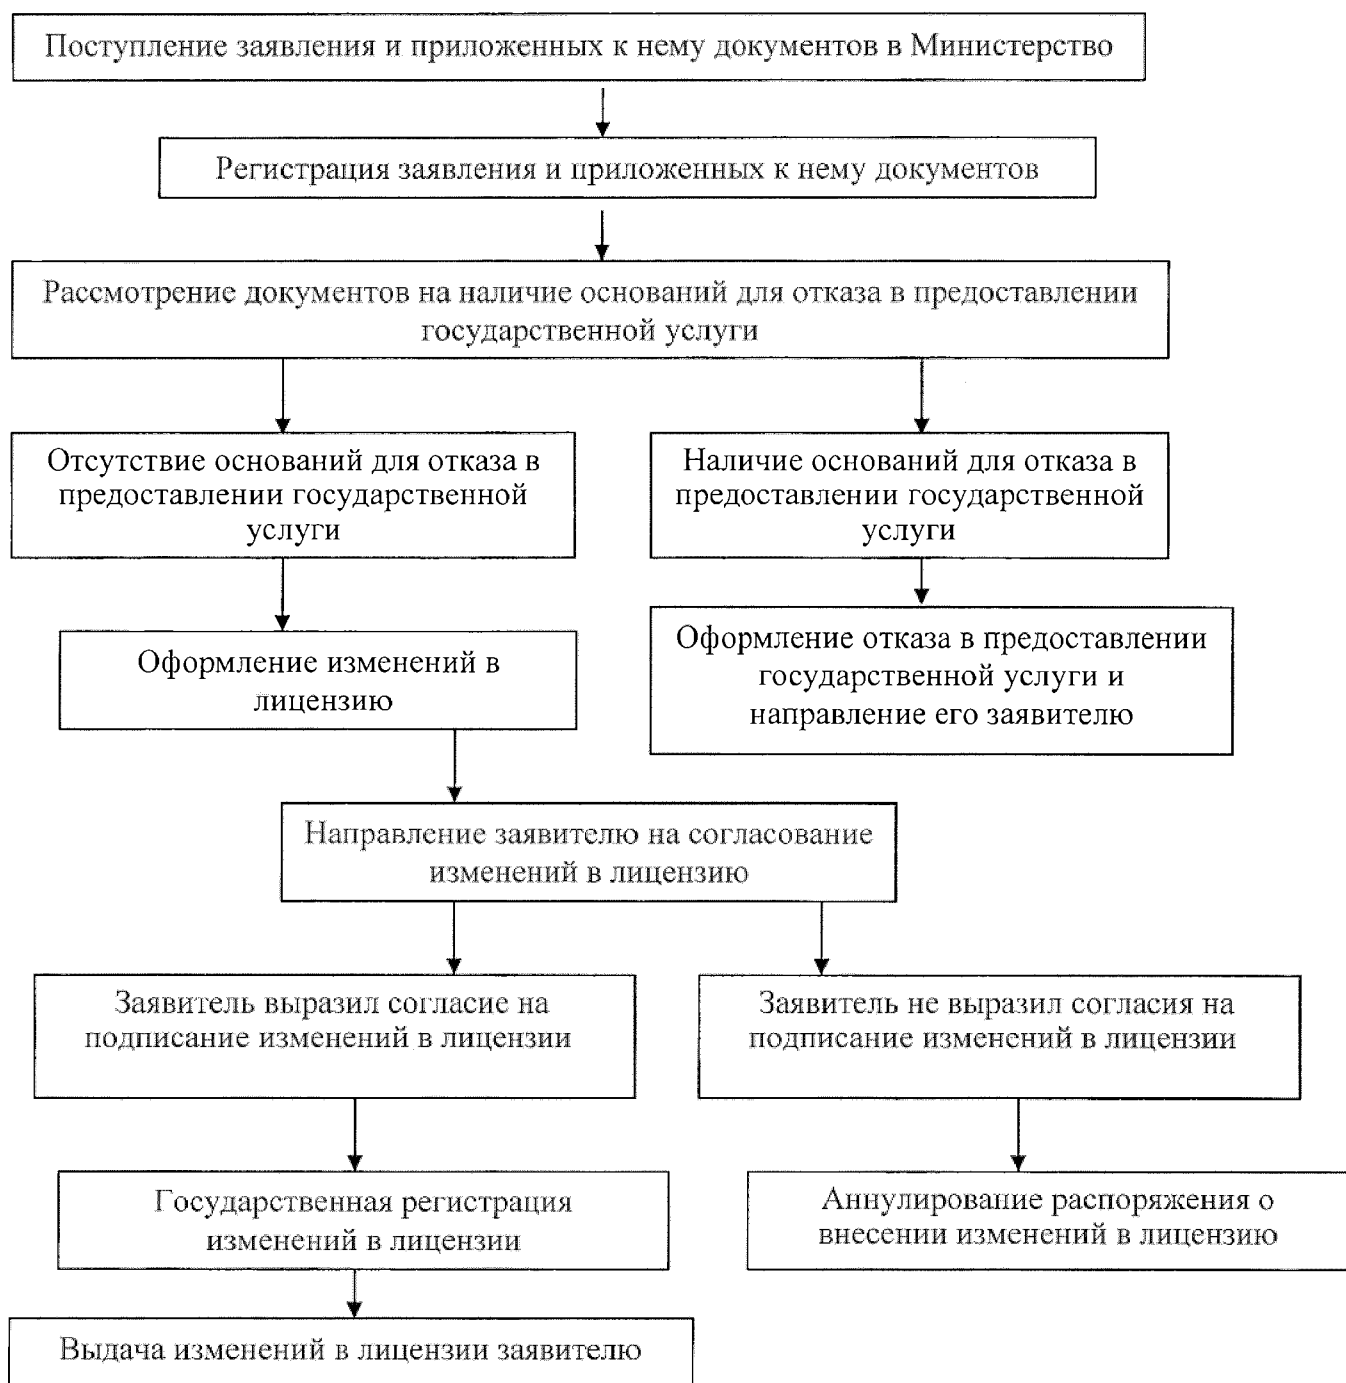 Поступление заявления и приложенных к нему документов в Министерство
Регистрация заявления и приложенных к нему документов
Рассмотрение документов на наличие оснований для отказа в предоставлении
государственной услуги
Отсутствие оснований для отказа в
предоставлении государственной
услуги
Наличие оснований для отказа в
предоставлении государственной
услуги
Оформление изменений в
лицензию
Оформление отказа в предоставлении
государственной услуги и
направление его заявителю
Направление заявителю на согласование
изменений в лицензию
Заявитель выразил согласие на
подписание изменений в лицензии
Заявитель не выразил согласия на
подписание изменений в лицензии
Государственная регистрация
изменений в лицензии
Аннулирование распоряжения о
внесении изменений в лицензию
Выдача изменений в лицензии заявителю